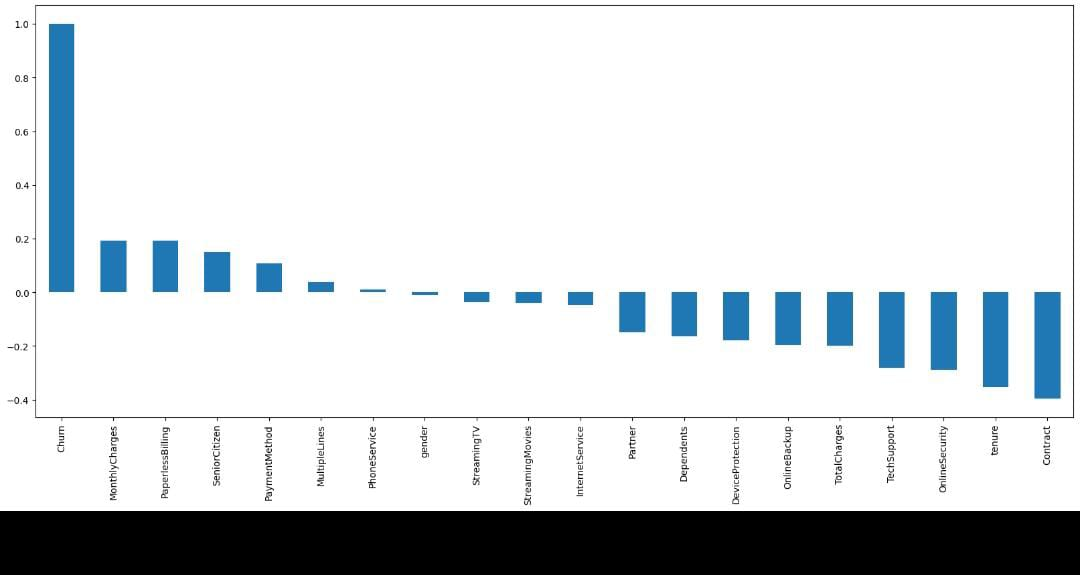 1.0
0.8
0.6
0.4
0.2
0.0
−0.2
−0.4
Churn
MonthlyCharges
PaperlessBilling
SeniorCitizen
PaymentMethod
MultipleLines
PhoneService
gender
StreamingTV
StreamingMovies
InternetService
Partner
Dependents
DeviceProtection
OnlineBackup
TotalCharges
TechSupport
OnlineSecurity
tenure
Contract